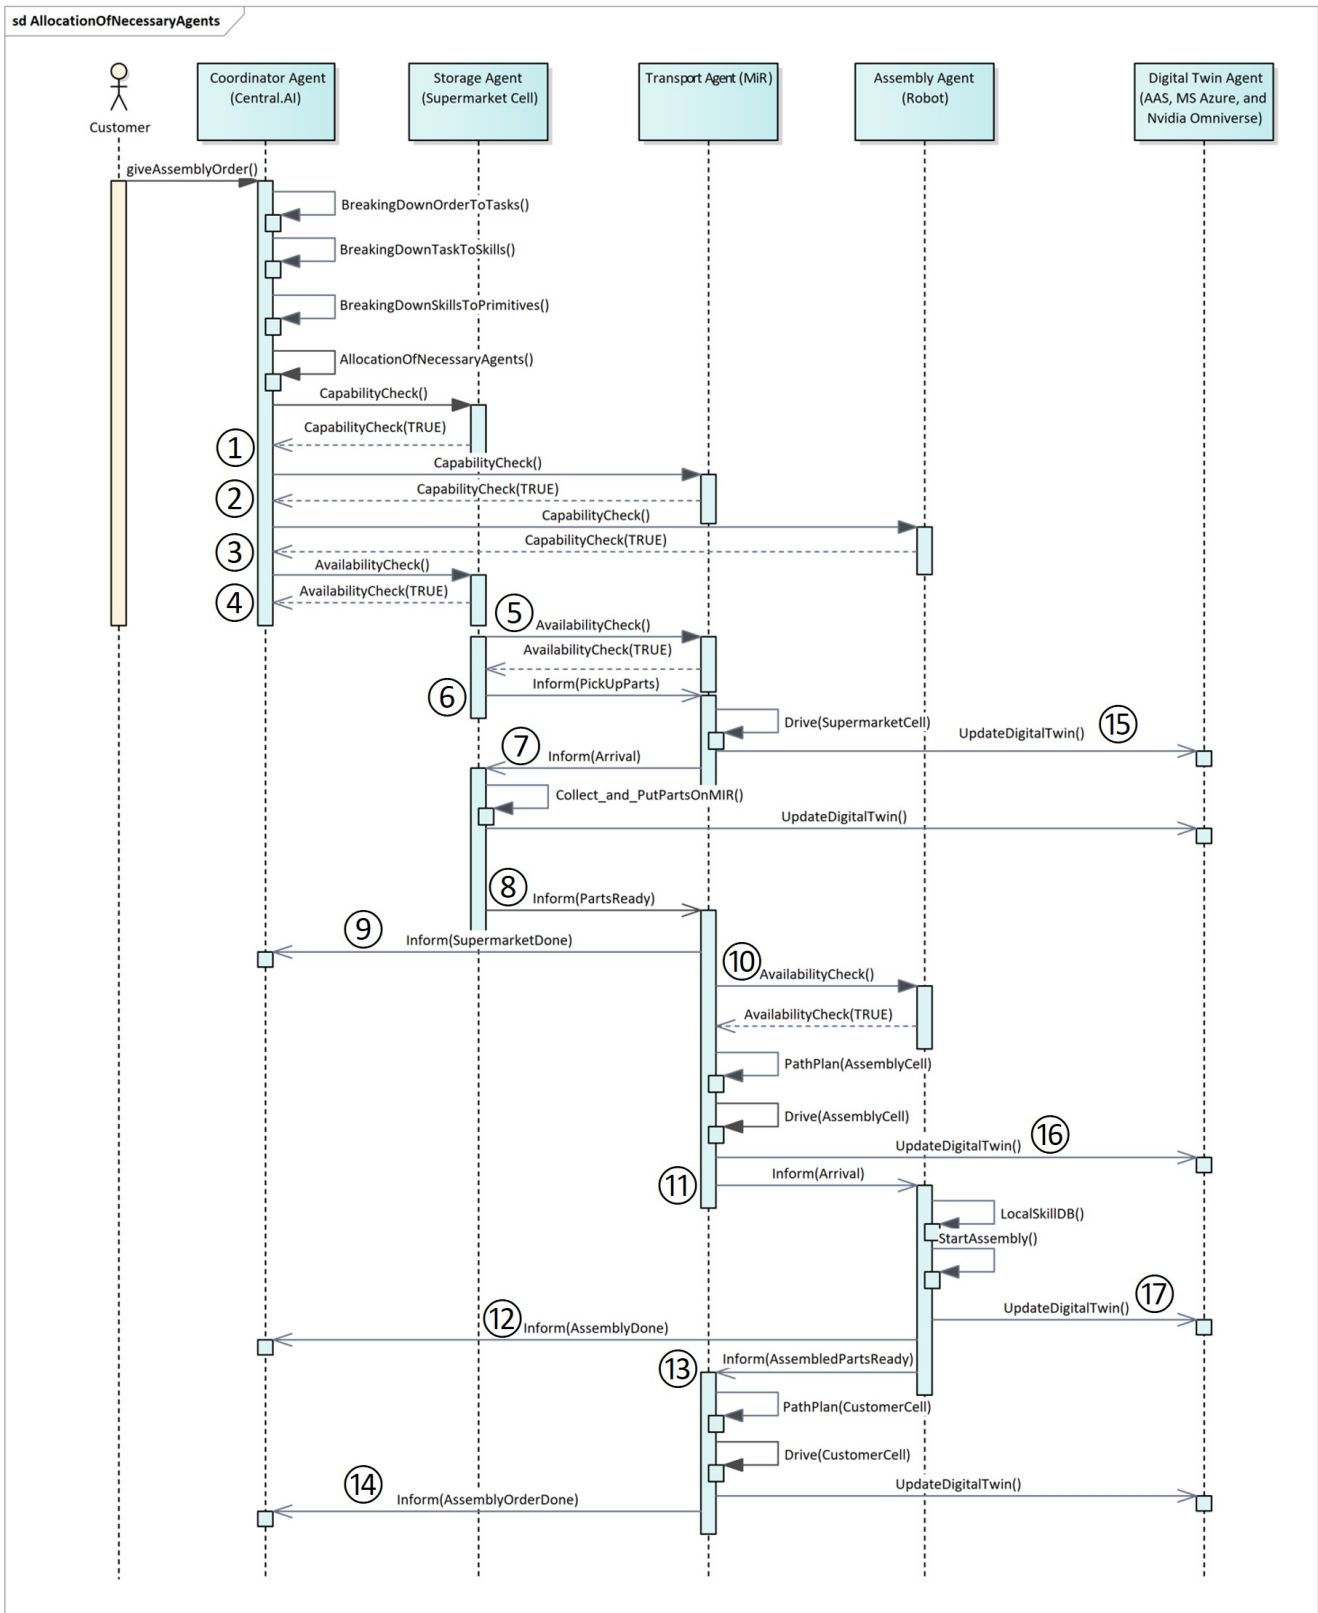 sd AllocationOfNecessaryAgents
Customer
Coordinator Agent
(Central.AI)
Storage Agent
(Supermarket Cell)
Transport Agent (MiR)
Assembly Agent
(Robot)
Digital Twin Agent
(AAS, MS Azure, and
Nvidia Omniverse)
giveAssemblyOrder()
BreakingDownOrderToTasks()
BreakingDownTaskToSkills()
BreakingDownSkillsToPrimitives()
AllocationOfNecessaryAgents()
CapabilityCheck()
CapabilityCheck(TRUE)
1
CapabilityCheck()
CapabilityCheck(TRUE)
2
CapabilityCheck()
CapabilityCheck(TRUE)
3
AvailabilityCheck()
AvailabilityCheck(TRUE)
4
5
AvailabilityCheck()
AvailabilityCheck(TRUE)
6
Inform(PickUpParts)
Drive(SupermarketCell)
15
UpdateDigitalTwin()
7
Inform(Arrival)
Collect_and_PutPartsOnMIR()
UpdateDigitalTwin()
8
Inform(PartsReady)
9
Inform(SupermarketDone)
10
AvailabilityCheck()
AvailabilityCheck(TRUE)
PathPlan(AssemblyCell)
Drive(AssemblyCell)
16
UpdateDigitalTwin()
11
Inform(Arrival)
LocalSkillDB()
StartAssembly()
17
UpdateDigitalTwin()
12
Inform(AssemblyDone)
13
Inform(AssembledPartsReady)
PathPlan(CustomerCell)
Drive(CustomerCell)
14
UpdateDigitalTwin()
Inform(AssemblyOrderDone)